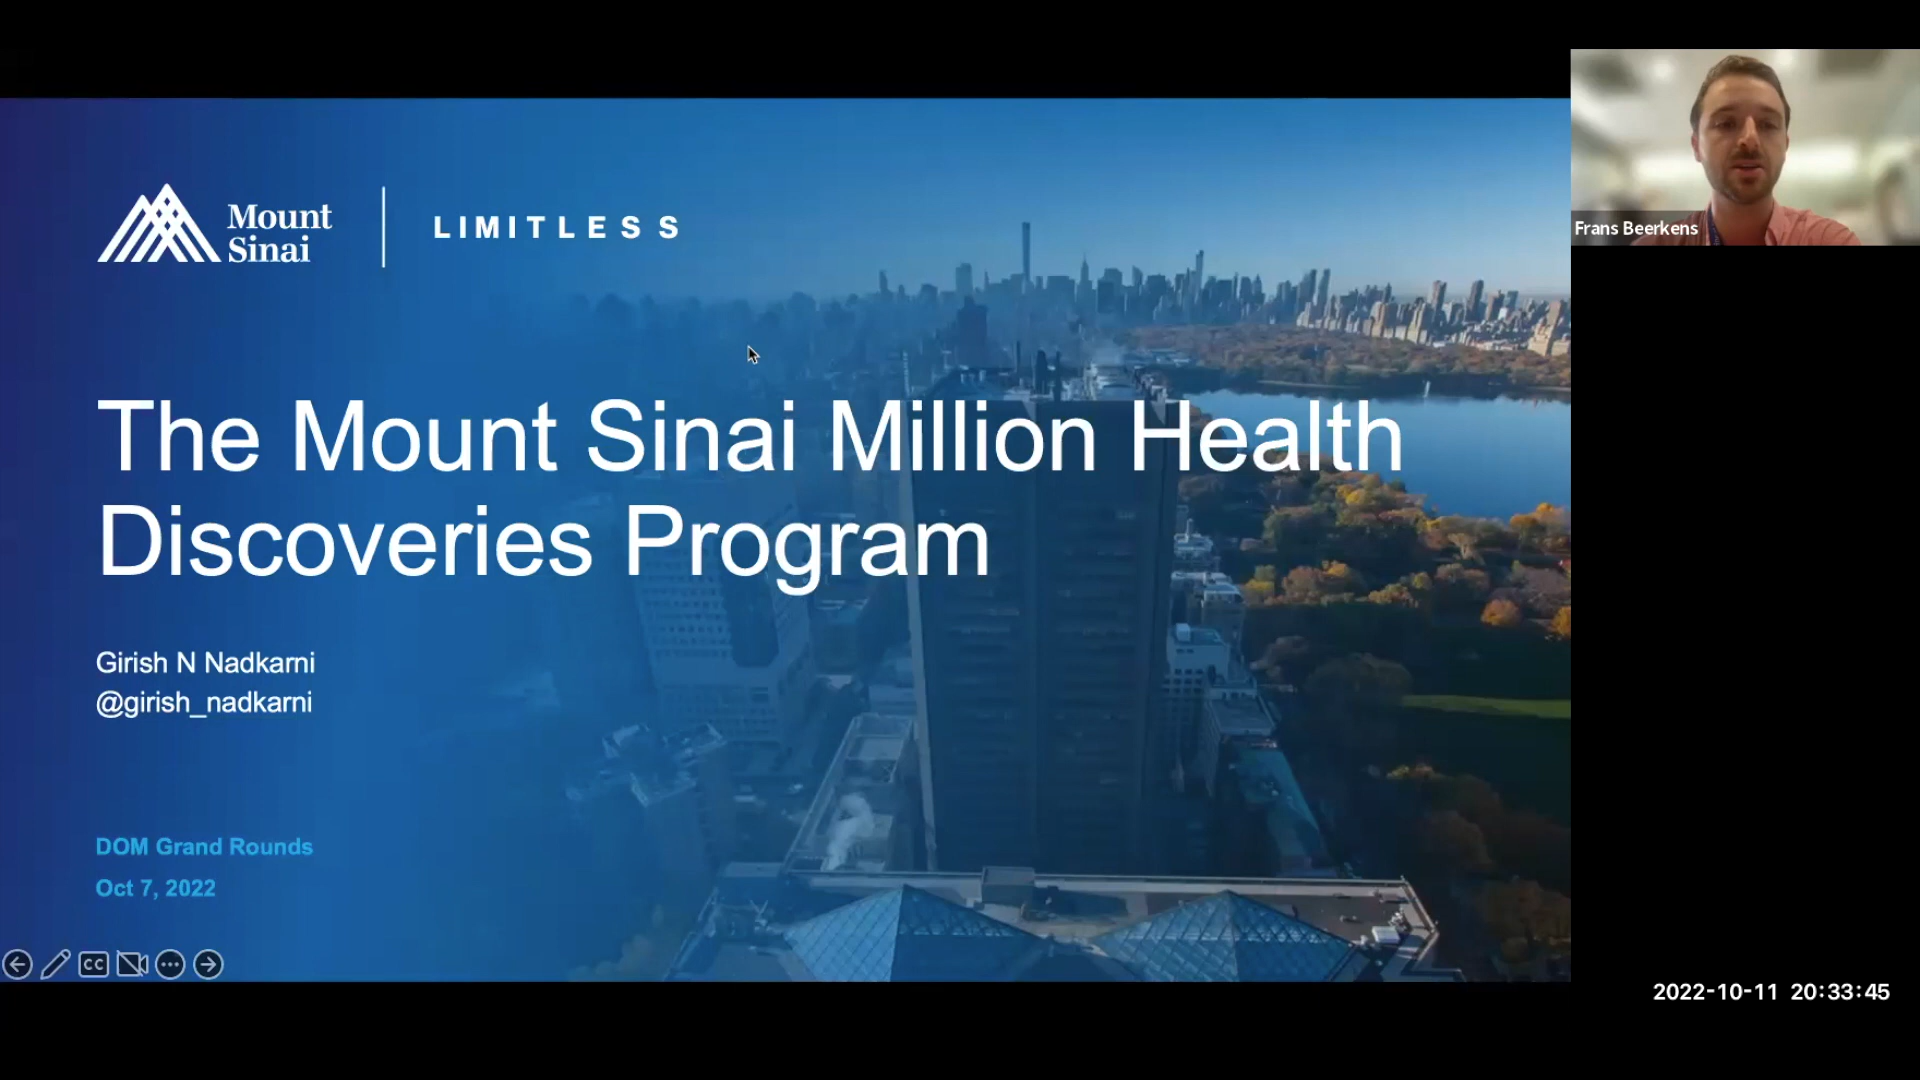 Mount
Sinai
LIMITLESS
The Mount Sinai Million Health
Discoveries Program
Girish N Nadkarni
@girish_nadkarni
DOM Grand Rounds
Oct 7, 2022
CC
Frans Beerkens
2022-10-11 20:33:45